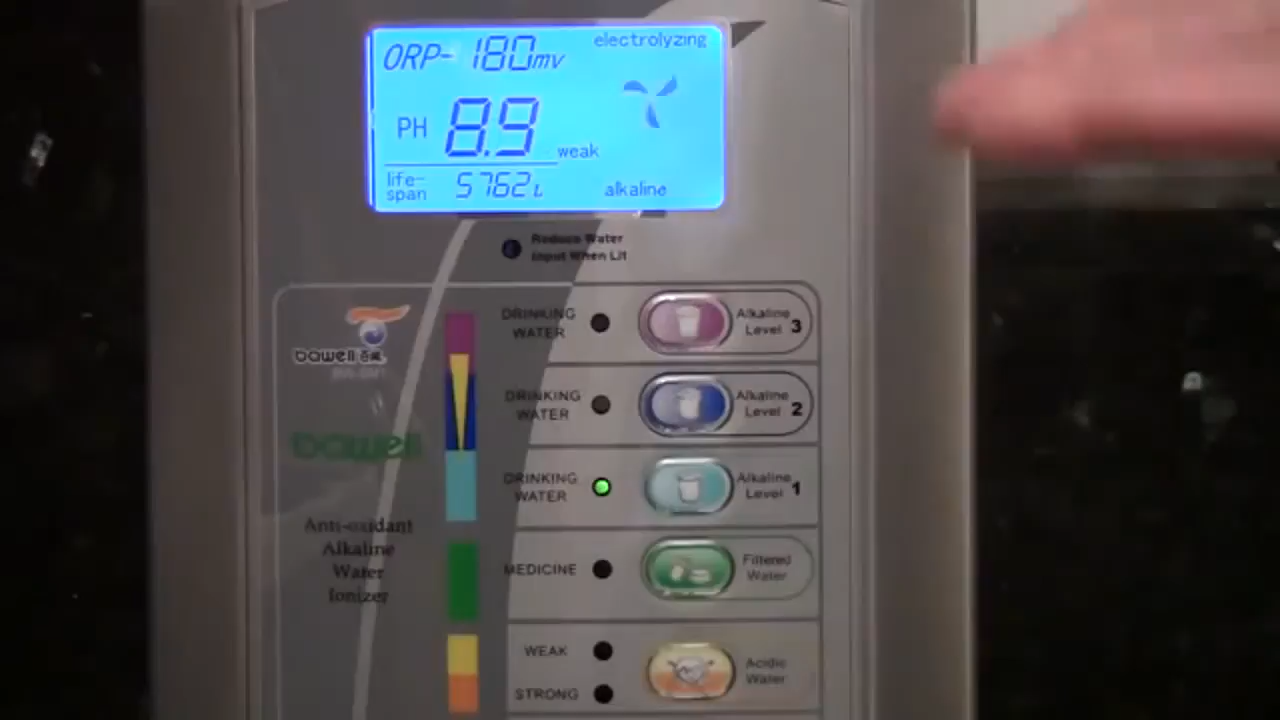 ORP- 180mv
electrolyzing
PH 8.9
weak
life-
span 5762L
alkaline
Reduce Water
Input When Lit
DRINKING
WATER
Alkaline
Level 3
bawell
DRINKING
WATER
Alkaline
Level 2
bawell
DRINKING
WATER
Alkaline
Level 1
Anti-oxidant
Alkaline
Water
Ionizer
MEDICINE
Filtered
Water
WEAK
STRONG
Acidic
Water